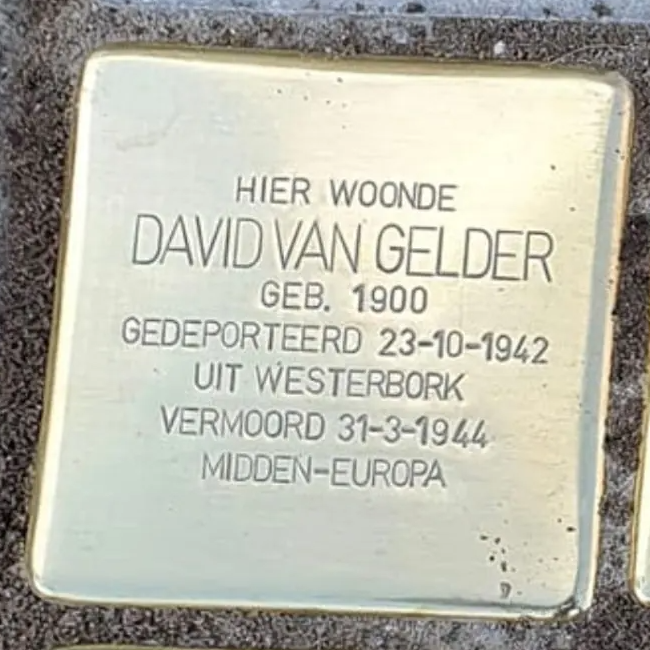 HIER WOONDE
DAVID VAN GELDER
GEB. 1900
GEDEPORTEERD 23-10-1942
UIT WESTERBORK
VERMOORD 31-3-1944
MIDDEN-EUROPA